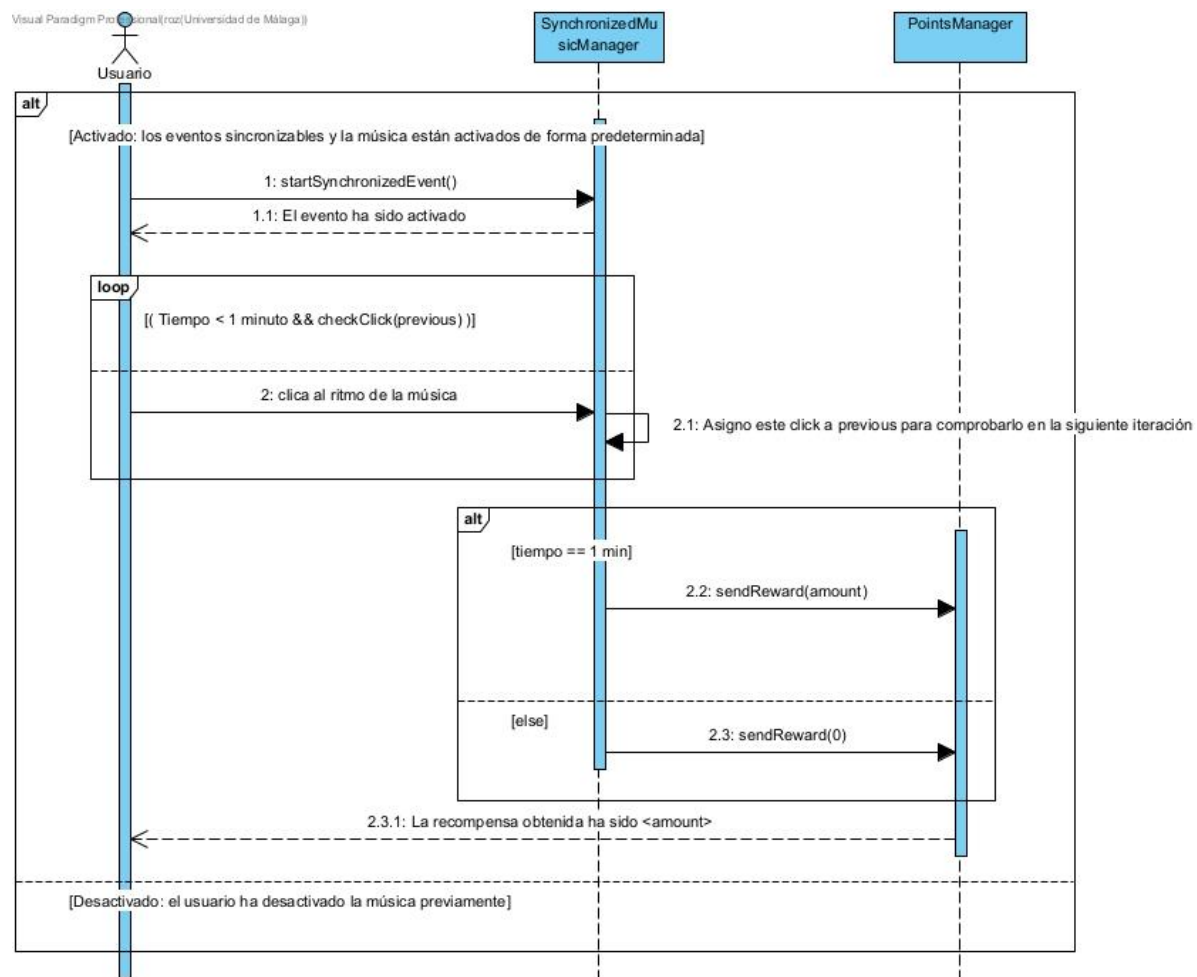 Visual Paradigm Professional(roz(Universidad de Málaga))
Usuario
SynchronizedMu
sicManager
PointsManager
alt
[Activado: los eventos sincronizables y la música están activados de forma predeterminada]
1: startSynchronizedEvent()
1.1: El evento ha sido activado
loop
[( Tiempo < 1 minuto && checkClick(previous) )]
2: clica al ritmo de la música
2.1: Asigno este click a previous para comprobarlo en la siguiente iteración
alt
[tiempo == 1 min]
2.2: sendReward(amount)
[else]
2.3: sendReward(0)
2.3.1: La recompensa obtenida ha sido <amount>
[Desactivado: el usuario ha desactivado la música previamente]